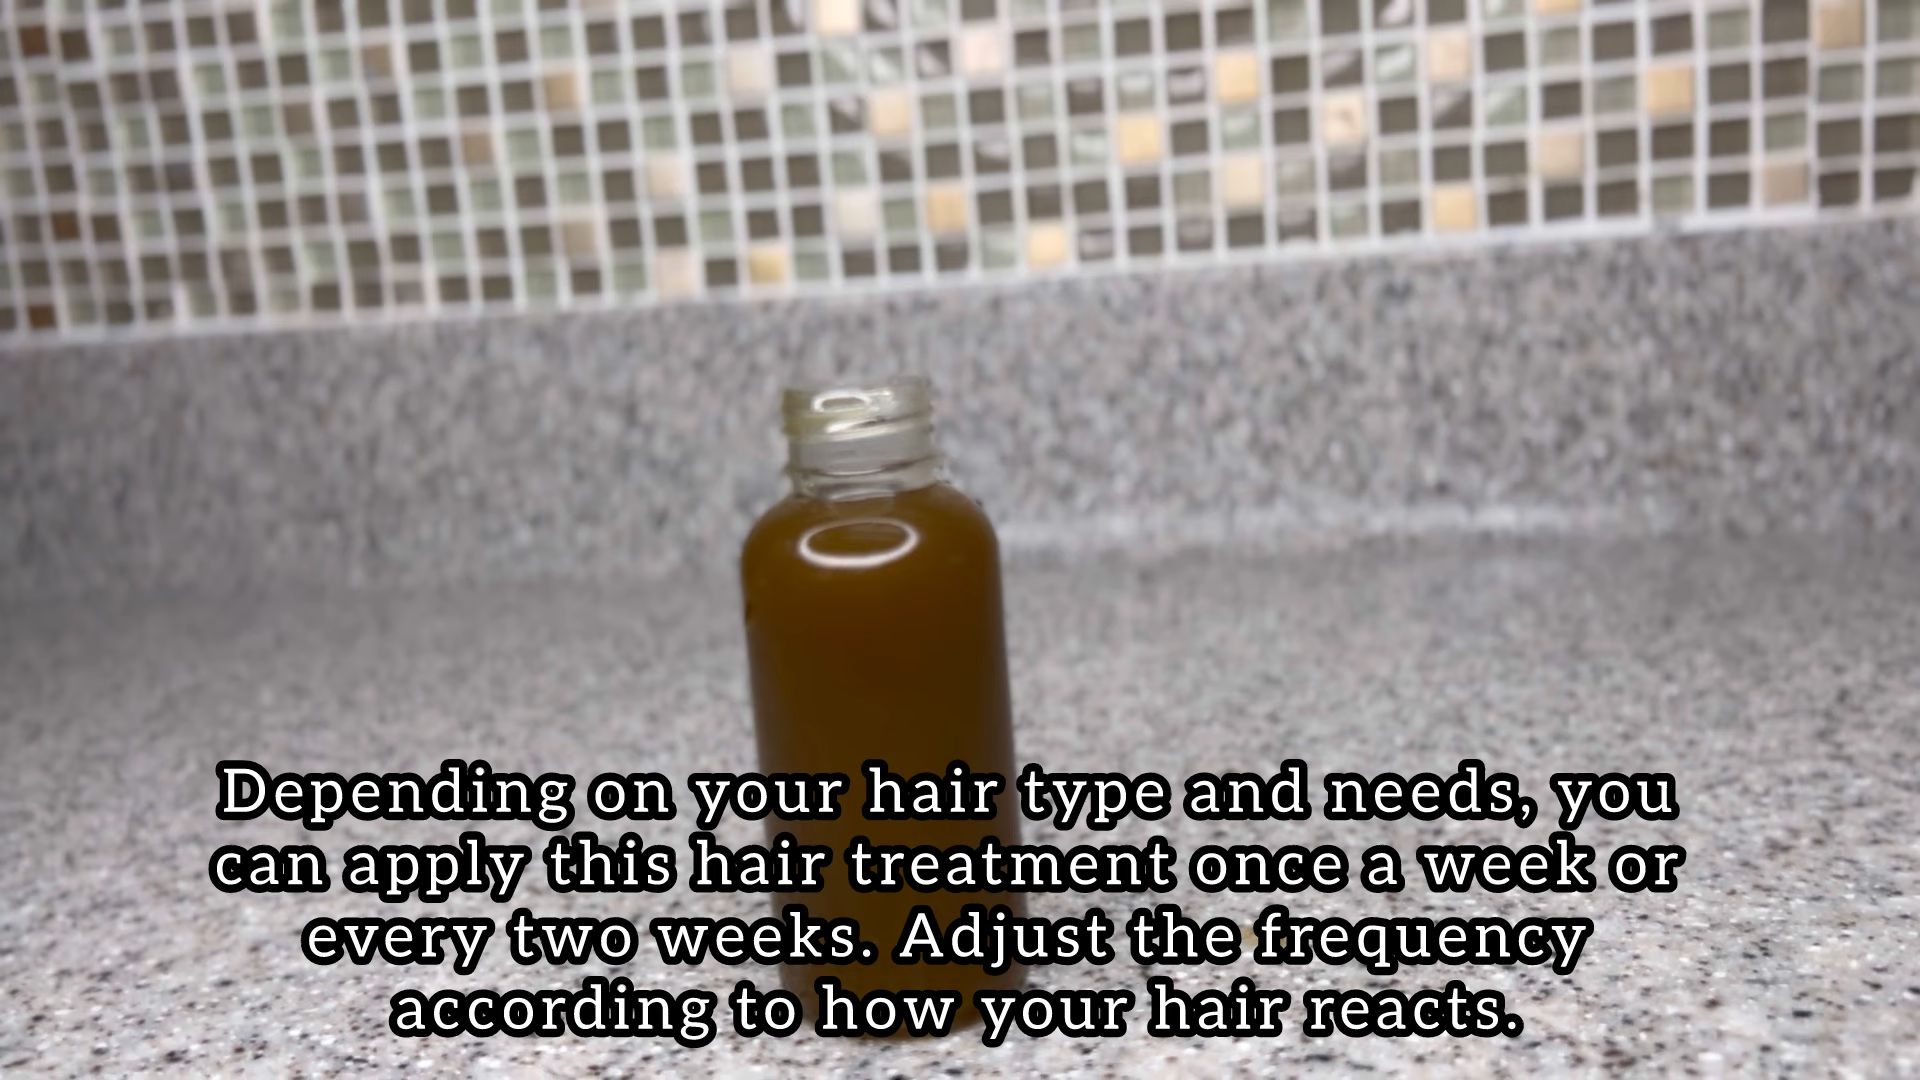 Depending on your hair type and needs, you
can apply this hair treatment once a week or
every two weeks. Adjust the frequency
according to how your hair reacts.